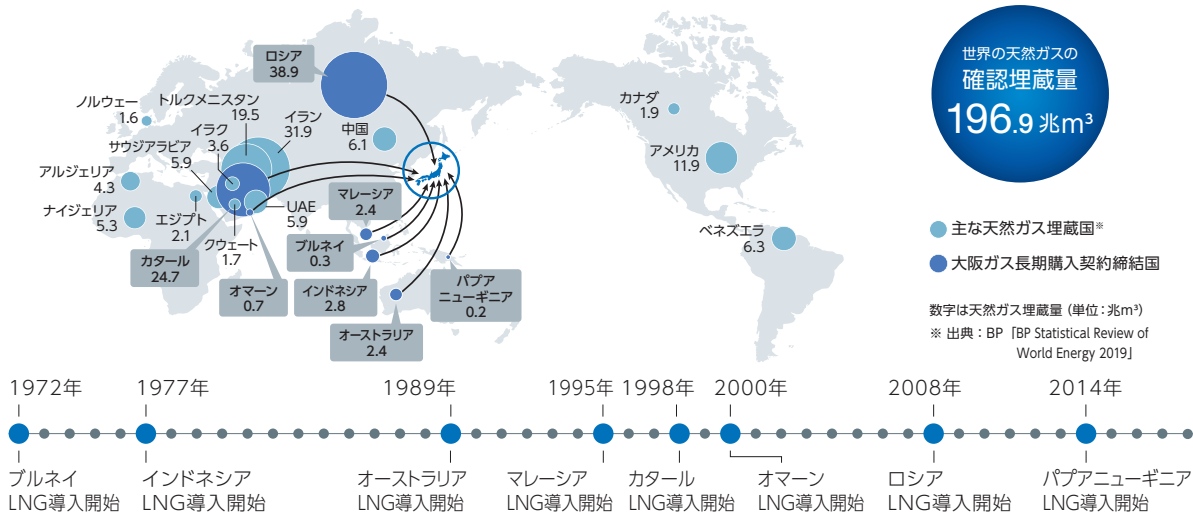 ロシア
38.9
ノルウェー
1.6
トルクメニスタン
19.5
イラン
31.9
イラク
3.6
サウジアラビア
5.9
中国
6.1
アルジェリア
4.3
ナイジェリア
5.3
エジプト
2.1
クウェート
1.7
UAE
5.9
カタール
24.7
オマーン
0.7
マレーシア
2.4
ブルネイ
0.3
インドネシア
2.8
オーストラリア
2.4
パプア
ニューギニア
0.2
カナダ
1.9
アメリカ
11.9
ベネズエラ
6.3
世界の天然ガスの
確認埋蔵量
196.9 兆m³
主な天然ガス埋蔵国※
大阪ガス長期購入契約締結国
数字は天然ガス埋蔵量(単位:兆m³)
※ 出典:BP「BP Statistical Review of
World Energy 2019」
1972年
1977年
1989年
1995年
1998年
2000年
2008年
2014年
ブルネイ
LNG導入開始
インドネシア
LNG導入開始
オーストラリア
LNG導入開始
マレーシア
LNG導入開始
カタール
LNG導入開始
オマーン
LNG導入開始
ロシア
LNG導入開始
パプアニューギニア
LNG導入開始